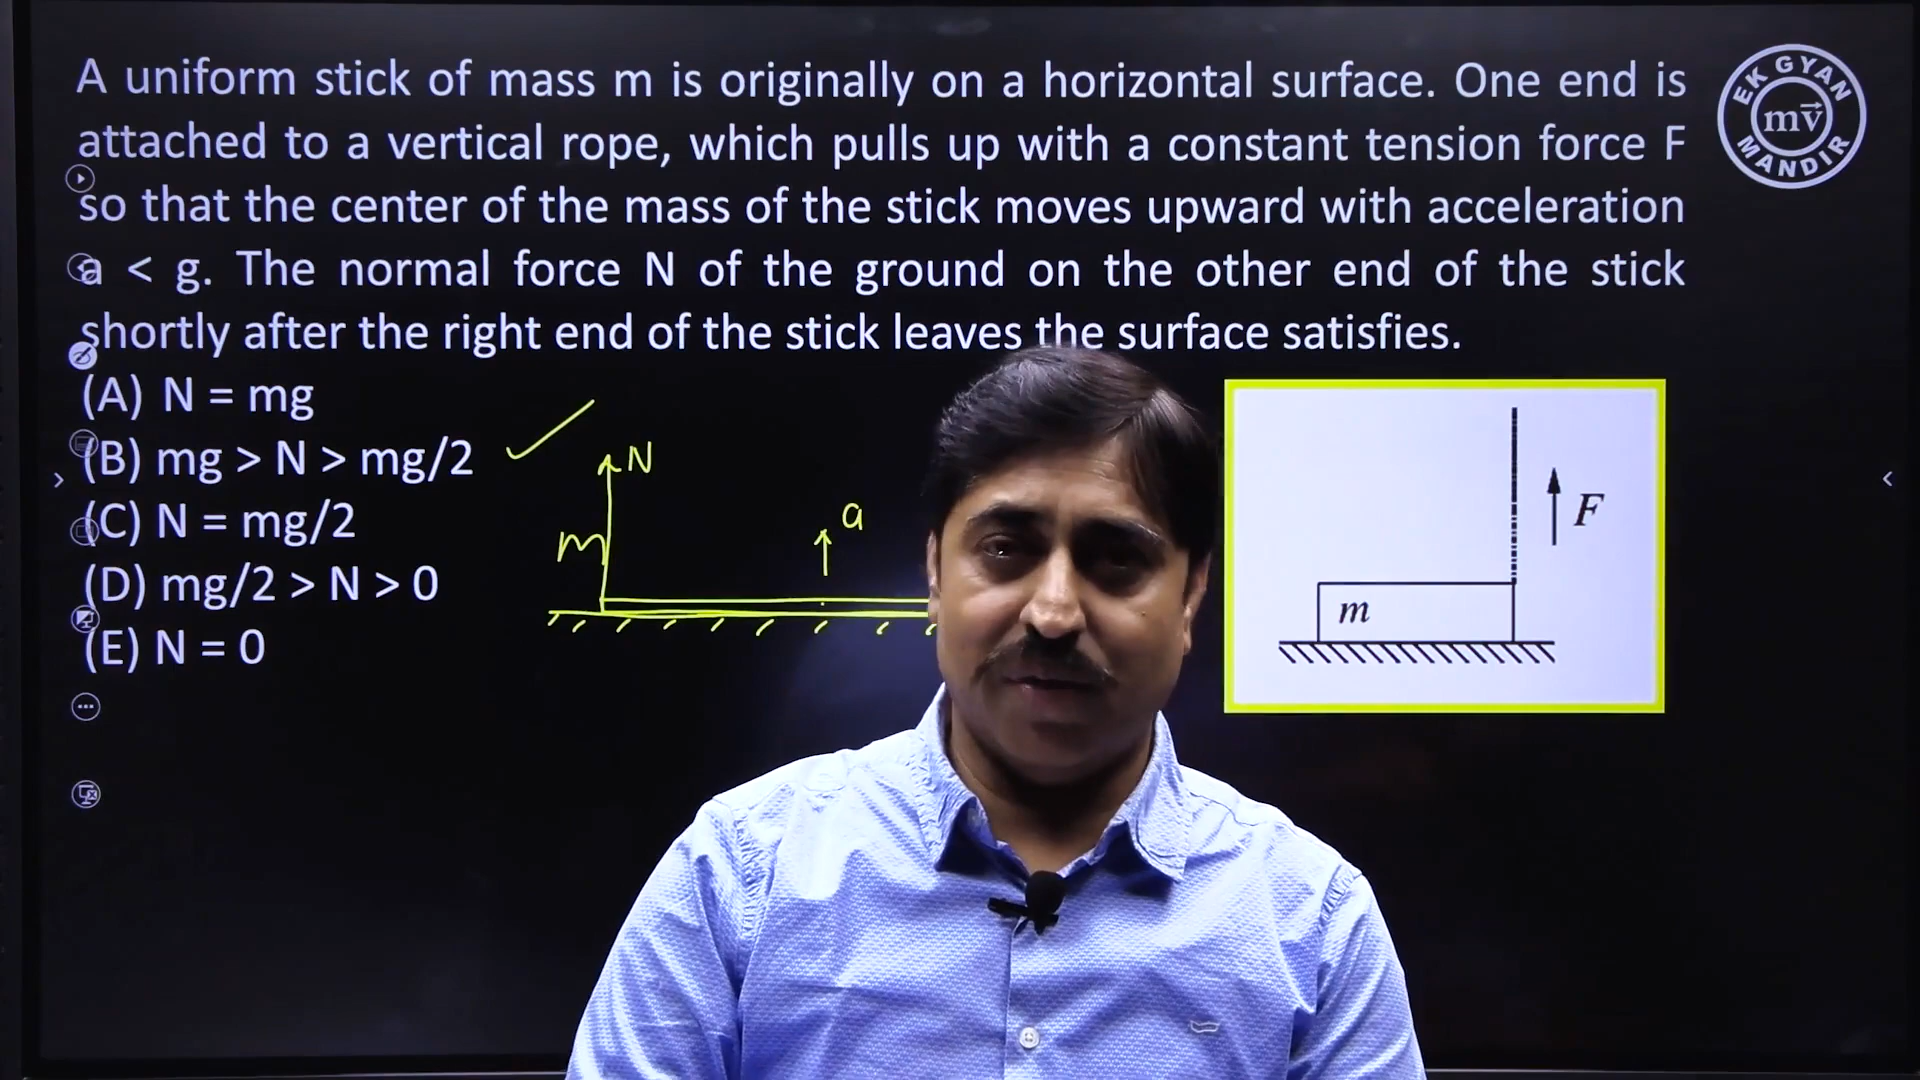 A uniform stick of mass m is originally on a horizontal surface. One end is
attached to a vertical rope, which pulls up with a constant tension force F
so that the center of the mass of the stick moves upward with acceleration
a < g. The normal force N of the ground on the other end of the stick
shortly after the right end of the stick leaves the surface satisfies.
(A) N = mg
(B) mg > N > mg/2
(C) N = mg/2
(D) mg/2 > N > 0
(E) N = 0
N
a
m
F
m
EK GYAN
mv⃗
MANDIR